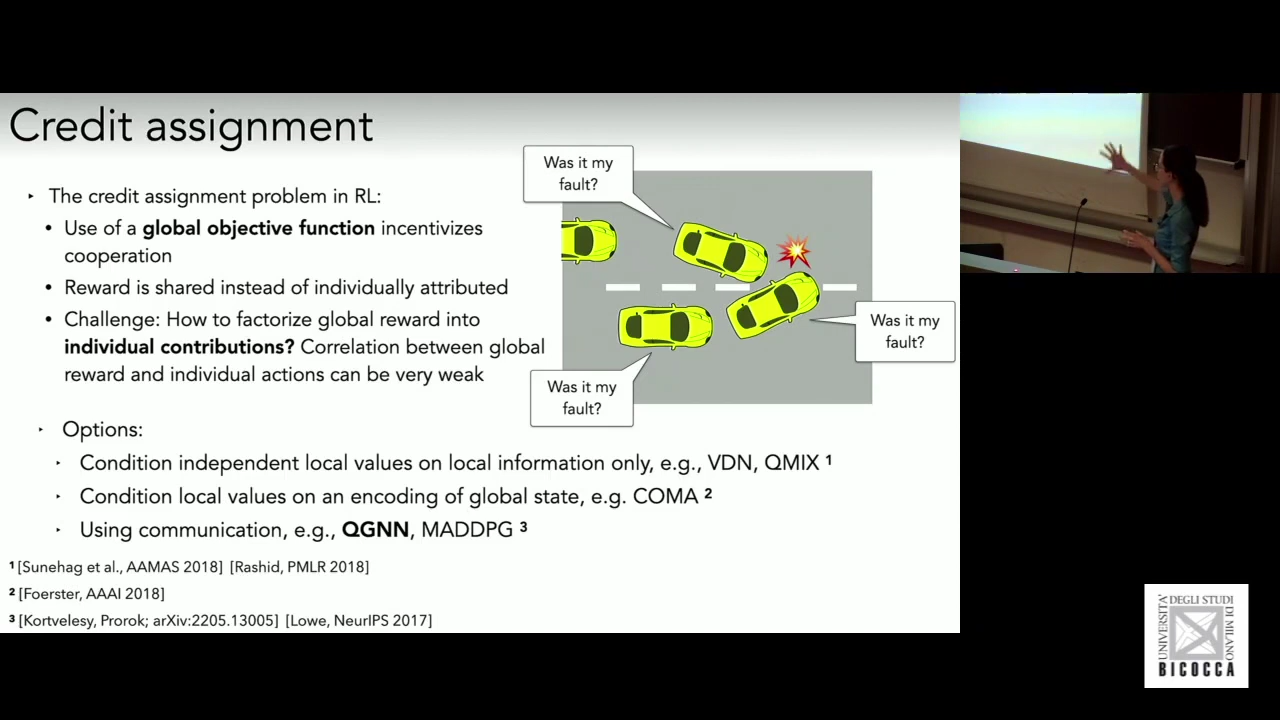 Credit assignment
‣ The credit assignment problem in RL:
• Use of a global objective function incentivizes
cooperation
• Reward is shared instead of individually attributed
• Challenge: How to factorize global reward into
individual contributions? Correlation between global
reward and individual actions can be very weak
Was it my
fault?
Was it my
fault?
Was it my
fault?
‣ Options:
‣ Condition independent local values on local information only, e.g., VDN, QMIX 1
‣ Condition local values on an encoding of global state, e.g. COMA 2
‣ Using communication, e.g., QGNN, MADDPG 3
1 [Sunehag et al., AAMAS 2018] [Rashid, PMLR 2018]
2 [Foerster, AAAI 2018]
3 [Kortvelesy, Prorok; arXiv:2205.13005] [Lowe, NeurIPS 2017]
UNIVERSITA'
DEGLI STUDI
DI MILANO
BICOCCA